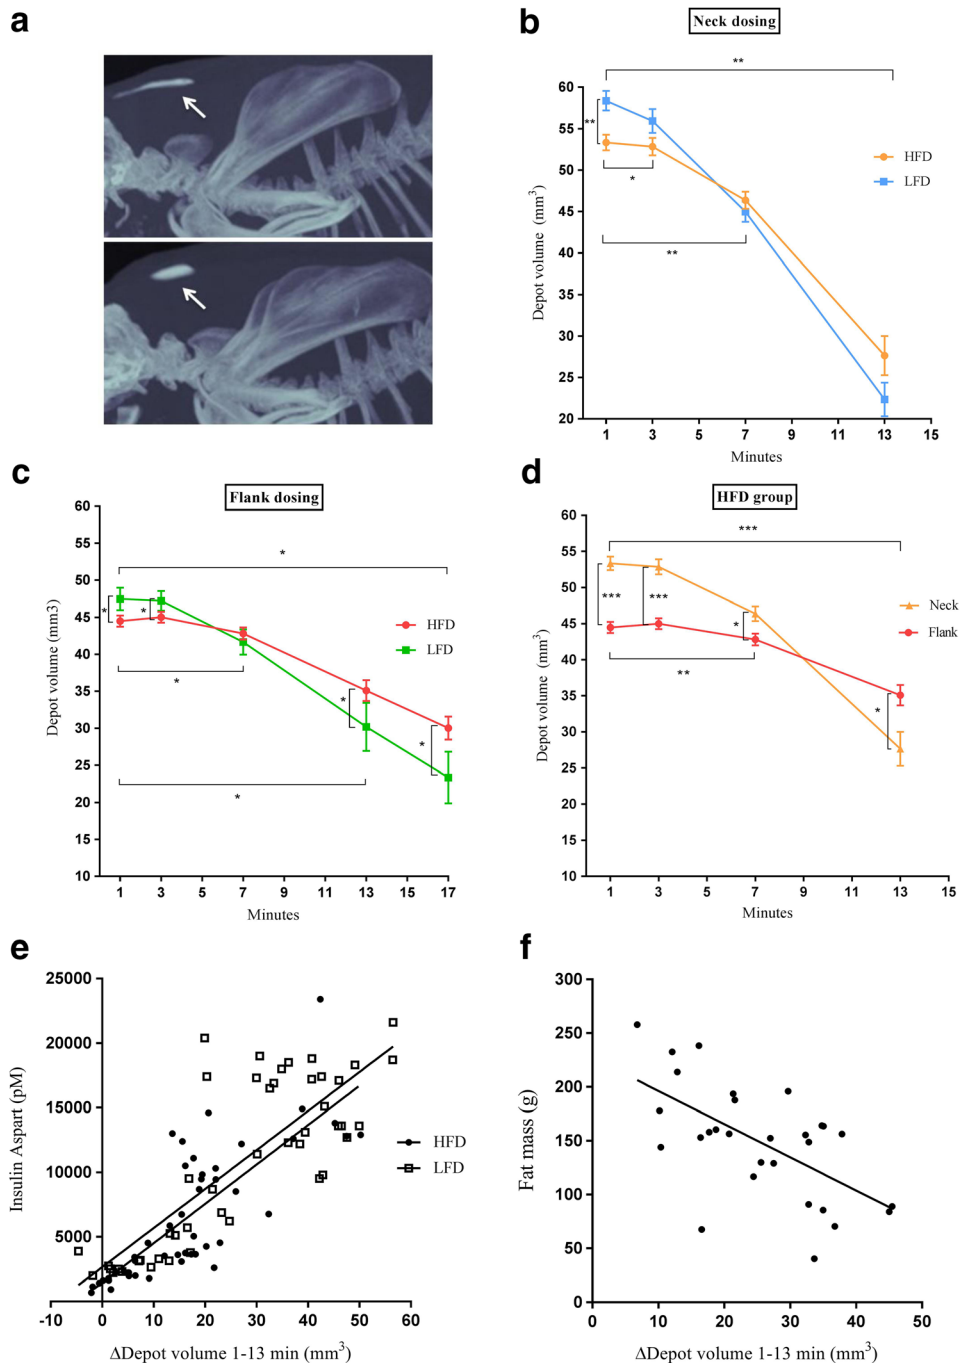 a
b
Neck dosing
**
60
55
50
45
40
35
30
25
20
Depot volume (mm³)
**
*
**
HFD
LFD
1 3 5 7 9 11 13 15
Minutes
c
Flank dosing
*
60
55
50
45
40
35
30
25
20
15
10
Depot volume (mm3)
*
*
*
*
*
*
HFD
LFD
1 3 5 7 9 11 13 15 17
Minutes
d
HFD group
***
60
55
50
45
40
35
30
25
20
15
10
Depot volume (mm³)
***
***
*
**
*
Neck
Flank
1 3 5 7 9 11 13 15
Minutes
e
25000
20000
15000
10000
5000
Insulin Aspart (pM)
HFD
LFD
-10 0 10 20 30 40 50 60
ΔDepot volume 1-13 min (mm³)
f
300
250
200
150
100
50
0
Fat mass (g)
0 10 20 30 40 50
ΔDepot volume 1-13 min (mm³)